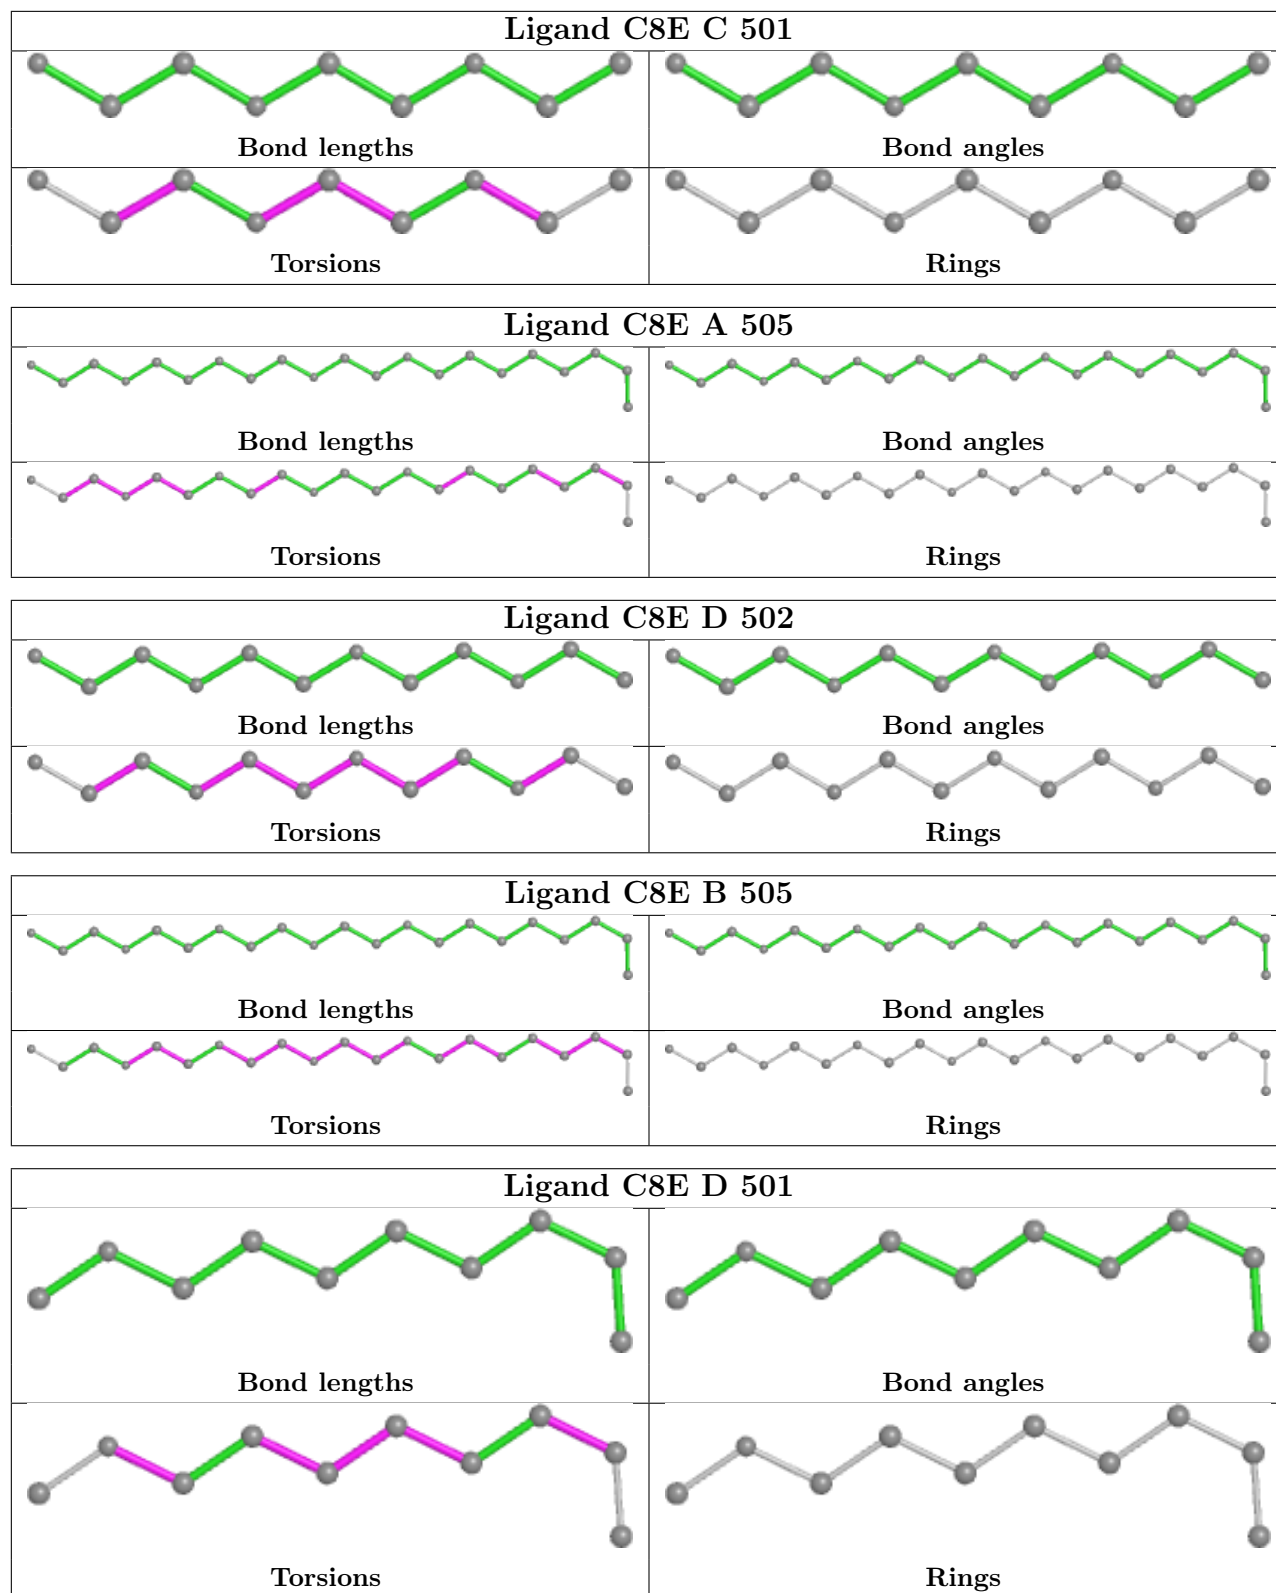 Ligand C8E C 501
Bond lengths
Bond angles
Torsions
Rings
Ligand C8E A 505
Bond lengths
Bond angles
Torsions
Rings
Ligand C8E D 502
Bond lengths
Bond angles
Torsions
Rings
Ligand C8E B 505
Bond lengths
Bond angles
Torsions
Rings
Ligand C8E D 501
Bond lengths
Bond angles
Torsions
Rings